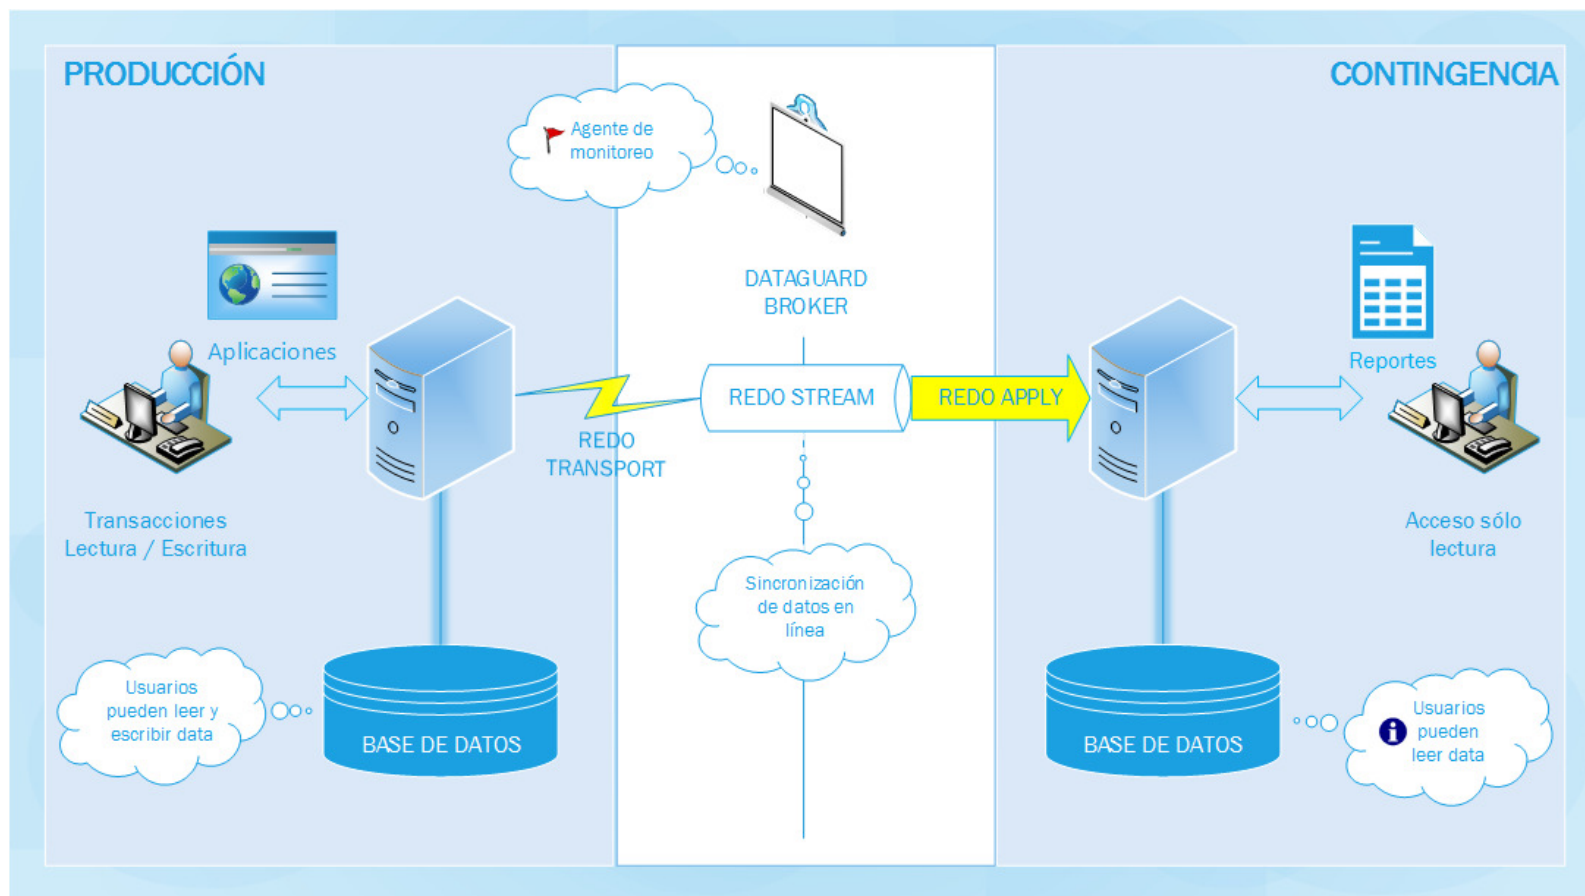 PRODUCCIÓN
CONTINGENCIA
Agente de
monitoreo
DATAGUARD
BROKER
Aplicaciones
Reportes
REDO STREAM
REDO APPLY
REDO
TRANSPORT
Transacciones
Lectura / Escritura
Acceso sólo
lectura
Sincronización
de datos en
línea
Usuarios
pueden leer y
escribir data
BASE DE DATOS
BASE DE DATOS
Usuarios
pueden
leer data